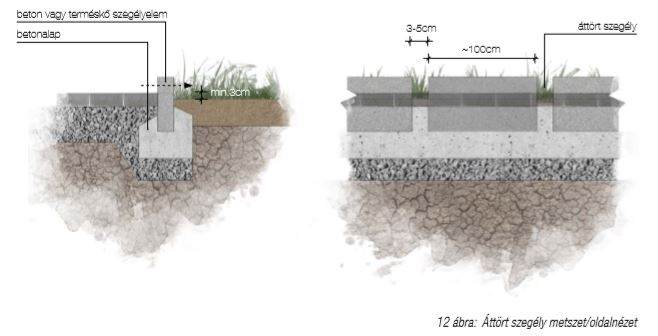 beton vagy terméskő szegélyelem
betonalap
min.3cm
3-5cm
~100cm
áttört szegély
12 ábra: Áttört szegély metszet/oldalnézet